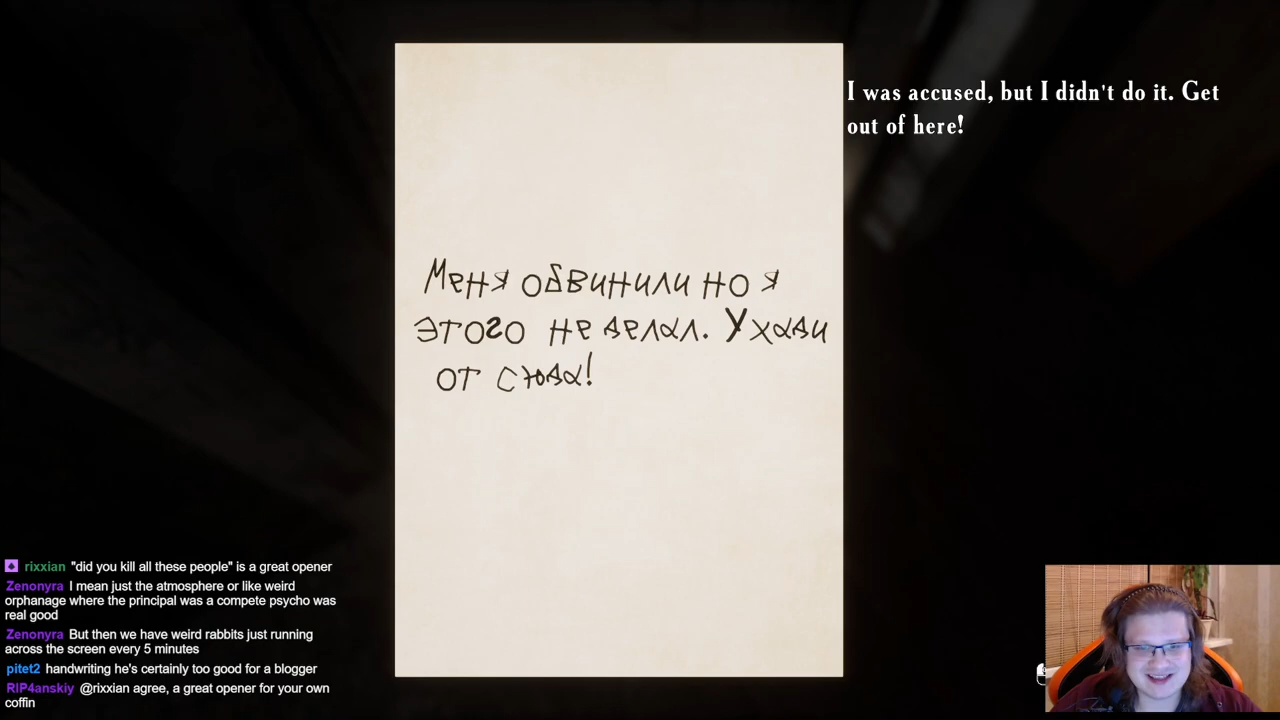 I was accused, but I didn't do it. Get
out of here!
Меня обвинили но я
этого не делал. Ухади
от сюда!
rixxian "did you kill all these people" is a great opener
Zenonyra I mean just the atmosphere or like weird
orphanage where the principal was a compete psycho was
real good
Zenonyra But then we have weird rabbits just running
across the screen every 5 minutes
pitet2 handwriting he's certainly too good for a blogger
RIP4anskiy @rixxian agree, a great opener for your own
coffin